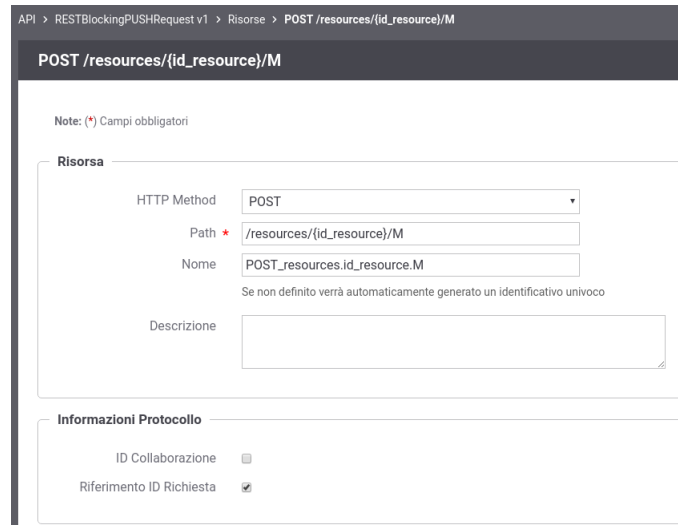 API > RESTBlockingPUSHRequest v1 > Risorse > POST /resources/{id_resource}/M
POST /resources/{id_resource}/M
Note: (*) Campi obbligatori
Risorsa
HTTP Method POST
Path * /resources/{id_resource}/M
Nome POST_resources.id_resource.M
Se non definito verrà automaticamente generato un identificativo univoco
Descrizione
Informazioni Protocollo
ID Collaborazione
Riferimento ID Richiesta